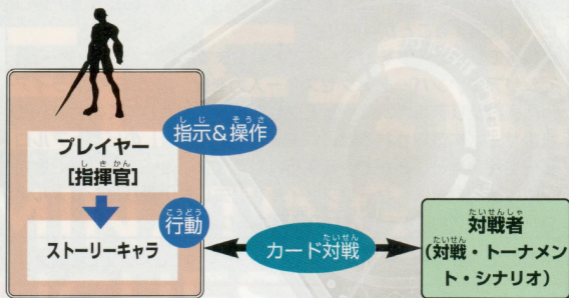 プレイヤー
[指揮官]
指示&操作
行動
ストーリーキャラ
カード対戦
対戦者
(対戦・トーナメン
ト・シナリオ)